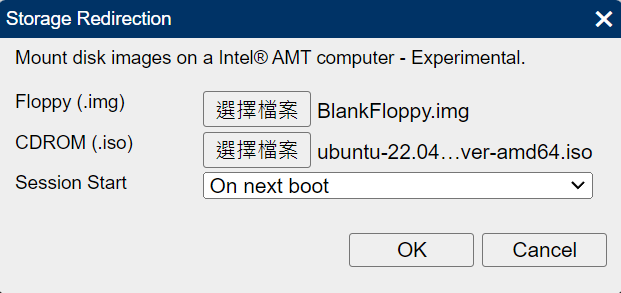 Storage Redirection
Mount disk images on a Intel® AMT computer - Experimental.
Floppy (.img) 選擇檔案 BlankFloppy.img
CDROM (.iso) 選擇檔案 ubuntu-22.04…ver-amd64.iso
Session Start On next boot
OK Cancel